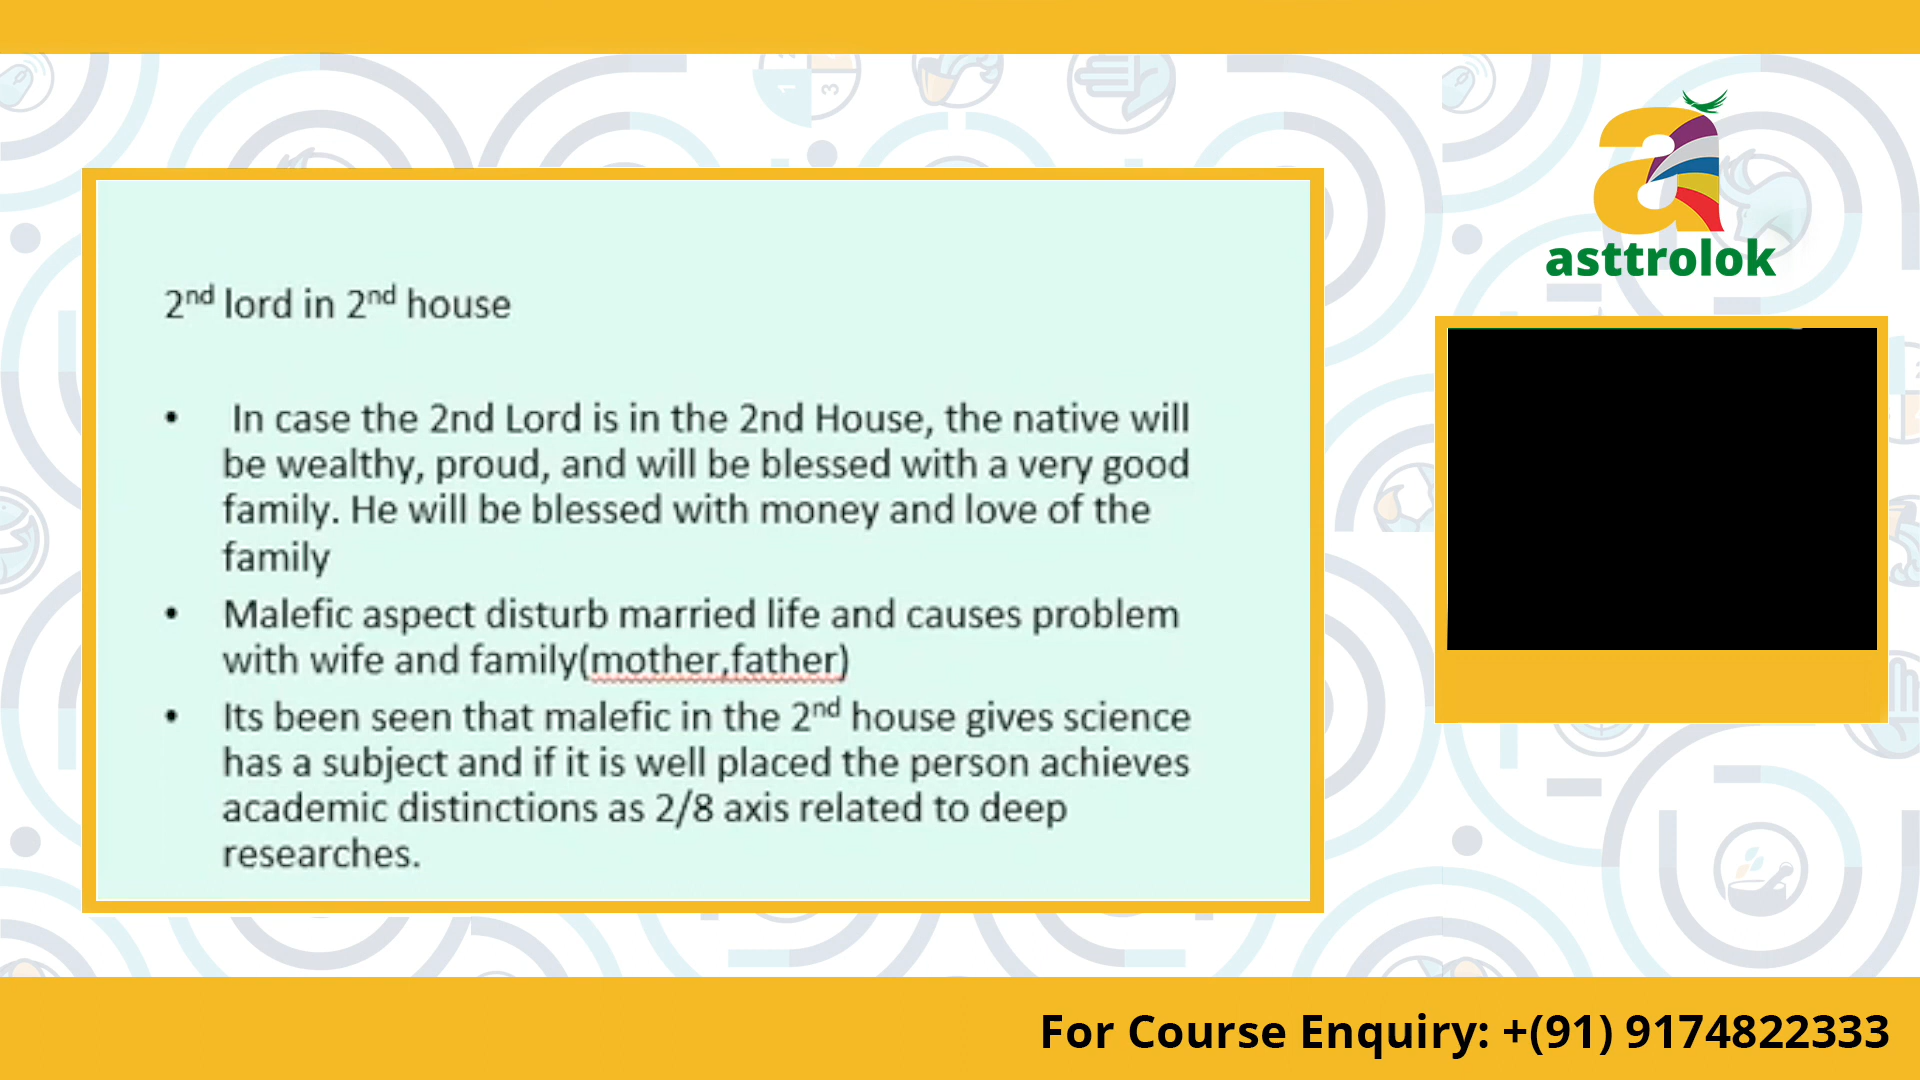 asttrolok
2nd lord in 2nd house
• In case the 2nd Lord is in the 2nd House, the native will
be wealthy, proud, and will be blessed with a very good
family. He will be blessed with money and love of the
family
• Malefic aspect disturb married life and causes problem
with wife and family(mother,father)
• Its been seen that malefic in the 2nd house gives science
has a subject and if it is well placed the person achieves
academic distinctions as 2/8 axis related to deep
researches.
For Course Enquiry: +(91) 9174822333